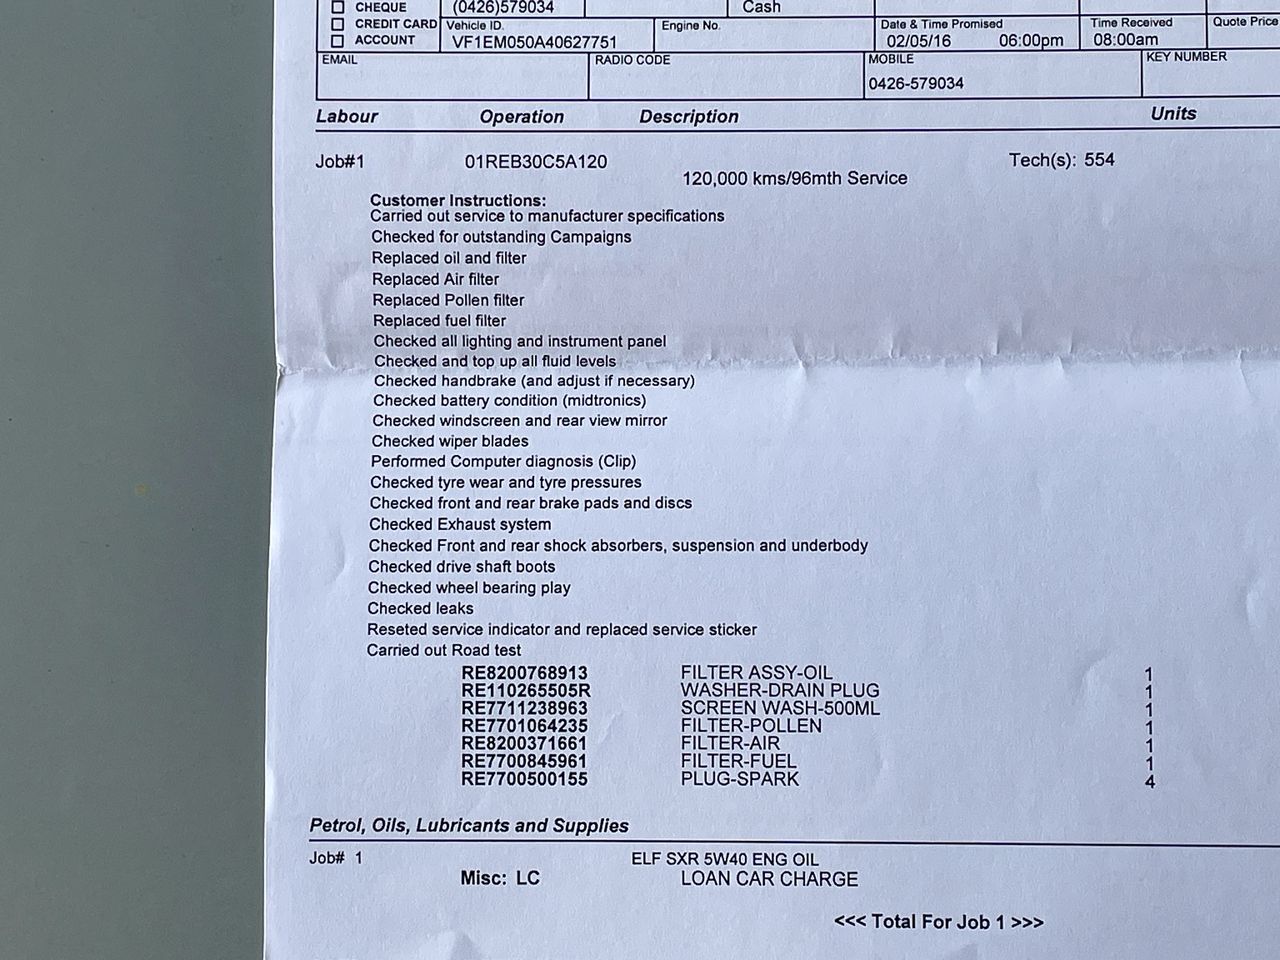 CHEQUE (0426)579034 Cash
CREDIT CARD Vehicle ID. Engine No. Date & Time Promised Time Received Quote Price
ACCOUNT VF1EM050A40627751 02/05/16 06:00pm 08:00am
EMAIL RADIO CODE MOBILE KEY NUMBER
0426-579034
Labour Operation Description Units
Job#1 01REB30C5A120 Tech(s): 554
120,000 kms/96mth Service
Customer Instructions:
Carried out service to manufacturer specifications
Checked for outstanding Campaigns
Replaced oil and filter
Replaced Air filter
Replaced Pollen filter
Replaced fuel filter
Checked all lighting and instrument panel
Checked and top up all fluid levels
Checked handbrake (and adjust if necessary)
Checked battery condition (midtronics)
Checked windscreen and rear view mirror
Checked wiper blades
Performed Computer diagnosis (Clip)
Checked tyre wear and tyre pressures
Checked front and rear brake pads and discs
Checked Exhaust system
Checked Front and rear shock absorbers, suspension and underbody
Checked drive shaft boots
Checked wheel bearing play
Checked leaks
Reseted service indicator and replaced service sticker
Carried out Road test
RE8200768913 FILTER ASSY-OIL 1
RE110265505R WASHER-DRAIN PLUG 1
RE7711238963 SCREEN WASH-500ML 1
RE7701064235 FILTER-POLLEN 1
RE8200371661 FILTER-AIR 1
RE7700845961 FILTER-FUEL 1
RE7700500155 PLUG-SPARK 4
Petrol, Oils, Lubricants and Supplies
Job# 1 ELF SXR 5W40 ENG OIL
Misc: LC LOAN CAR CHARGE
<<< Total For Job 1 >>>